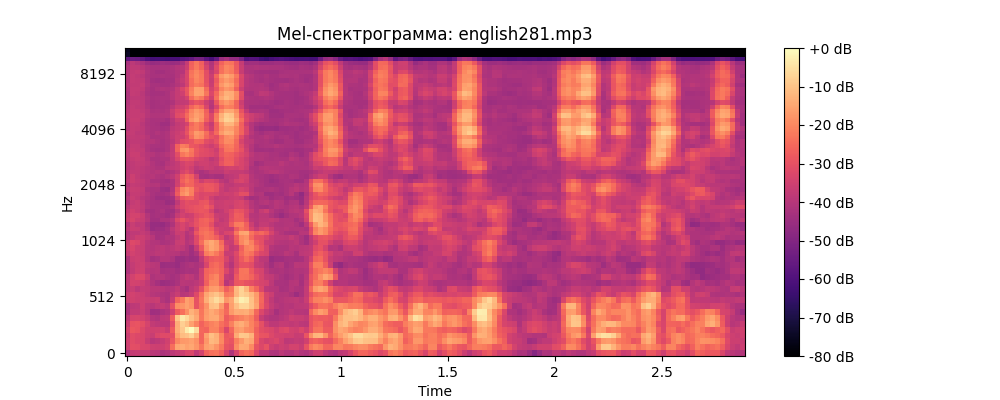 Mel-спектрограмма: english281.mp3
Hz
8192
4096
2048
1024
512
0
0
0.5
1
1.5
2
2.5
Time
+0 dB
-10 dB
-20 dB
-30 dB
-40 dB
-50 dB
-60 dB
-70 dB
-80 dB